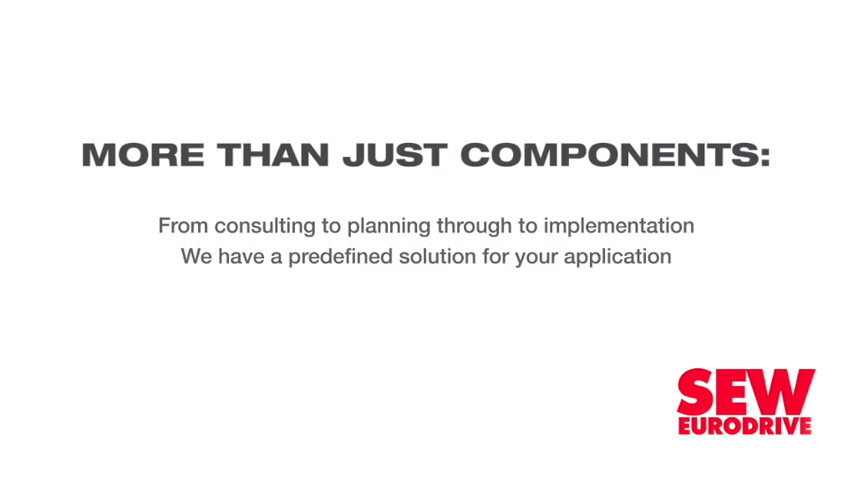 MORE THAN JUST COMPONENTS:
From consulting to planning through to implementation
We have a predefined solution for your application
SEW
EURODRIVE